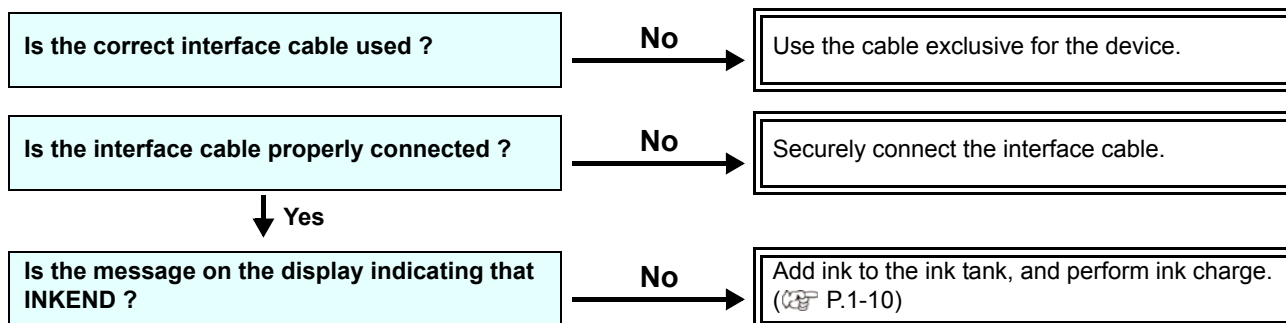 Is the correct interface cable used ?
No
Use the cable exclusive for the device.
Is the interface cable properly connected ?
No
Securely connect the interface cable.
Yes
Is the message on the display indicating that
INKEND ?
No
Add ink to the ink tank, and perform ink charge.
( P.1-10)